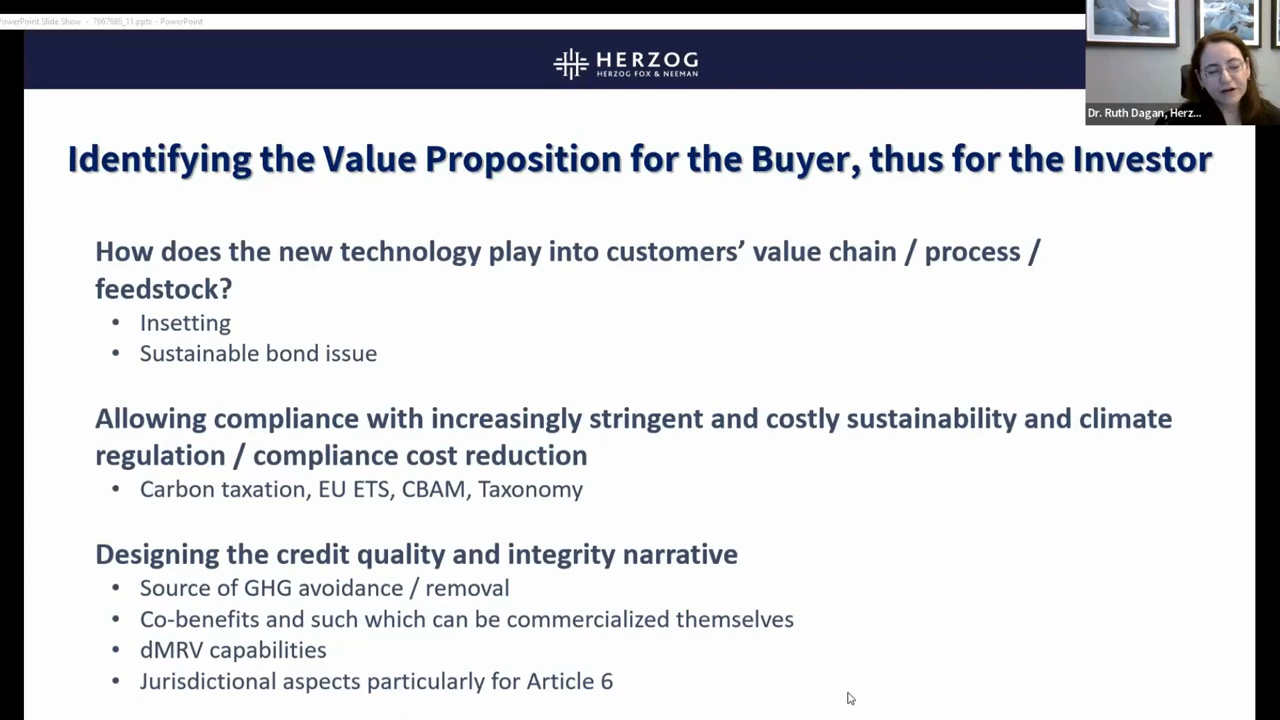 PowerPoint Slide Show - 7667886_11.pptx - PowerPoint
HERZOG
HERZOG FOX & NEEMAN
Dr. Ruth Dagan, Herz...
Identifying the Value Proposition for the Buyer, thus for the Investor
How does the new technology play into customers’ value chain / process /
feedstock?
• Insetting
• Sustainable bond issue
Allowing compliance with increasingly stringent and costly sustainability and climate
regulation / compliance cost reduction
• Carbon taxation, EU ETS, CBAM, Taxonomy
Designing the credit quality and integrity narrative
• Source of GHG avoidance / removal
• Co-benefits and such which can be commercialized themselves
• dMRV capabilities
• Jurisdictional aspects particularly for Article 6